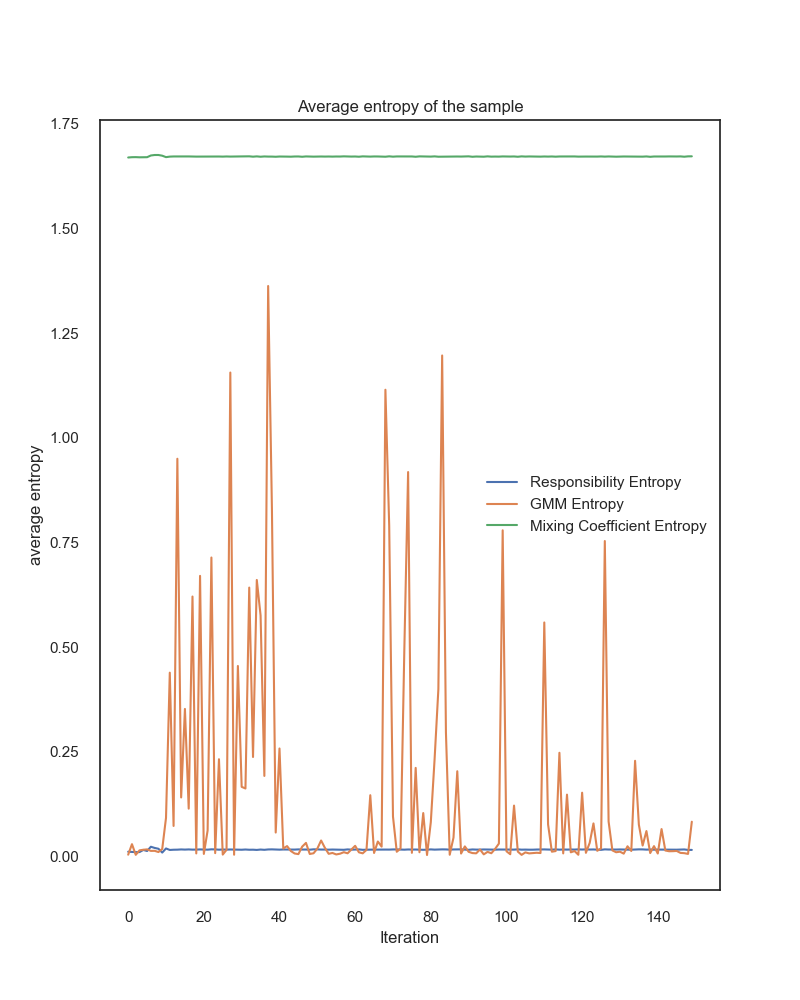 Average entropy of the sample
1.75
1.50
1.25
1.00
0.75
0.50
0.25
0.00
average entropy
Responsibility Entropy
GMM Entropy
Mixing Coefficient Entropy
0 20 40 60 80 100 120 140
Iteration